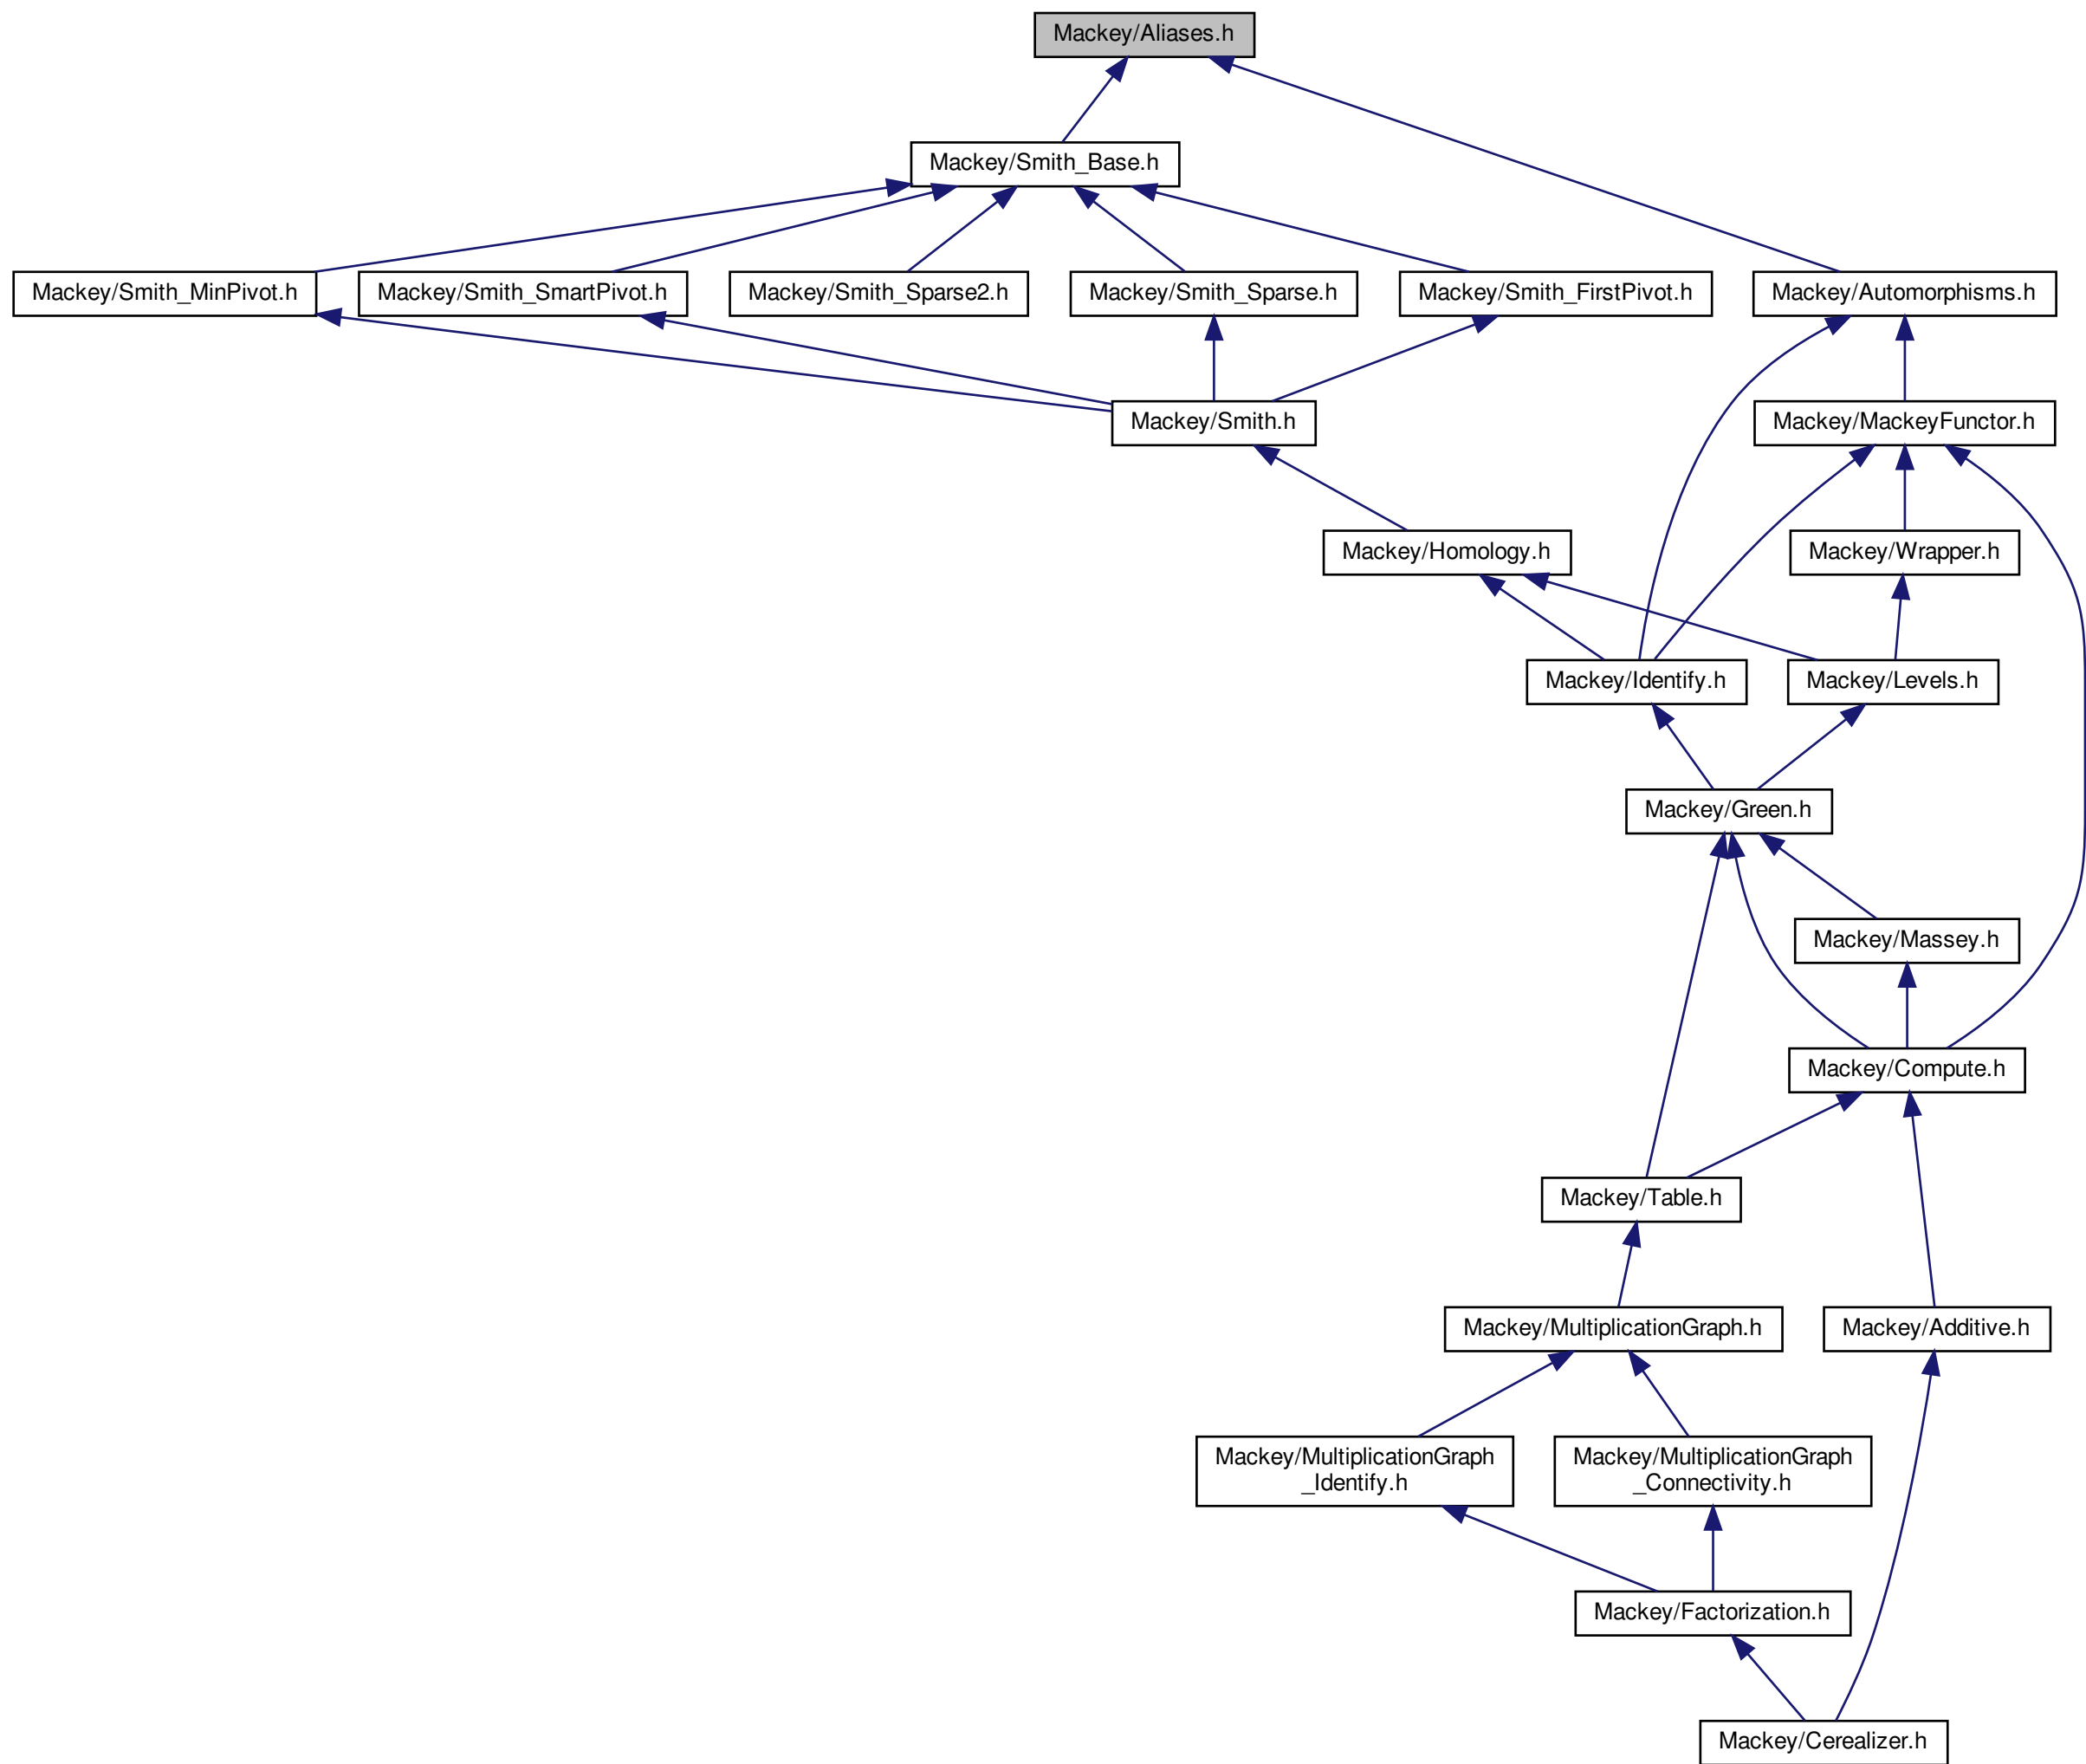 Mackey/Aliases.h
Mackey/Smith_Base.h
Mackey/Smith_MinPivot.h
Mackey/Smith_SmartPivot.h
Mackey/Smith_Sparse2.h
Mackey/Smith_Sparse.h
Mackey/Smith_FirstPivot.h
Mackey/Automorphisms.h
Mackey/Smith.h
Mackey/MackeyFunctor.h
Mackey/Homology.h
Mackey/Wrapper.h
Mackey/Identify.h
Mackey/Levels.h
Mackey/Green.h
Mackey/Massey.h
Mackey/Compute.h
Mackey/Table.h
Mackey/MultiplicationGraph.h
Mackey/Additive.h
Mackey/MultiplicationGraph
_Identify.h
Mackey/MultiplicationGraph
_Connectivity.h
Mackey/Factorization.h
Mackey/Cerealizer.h